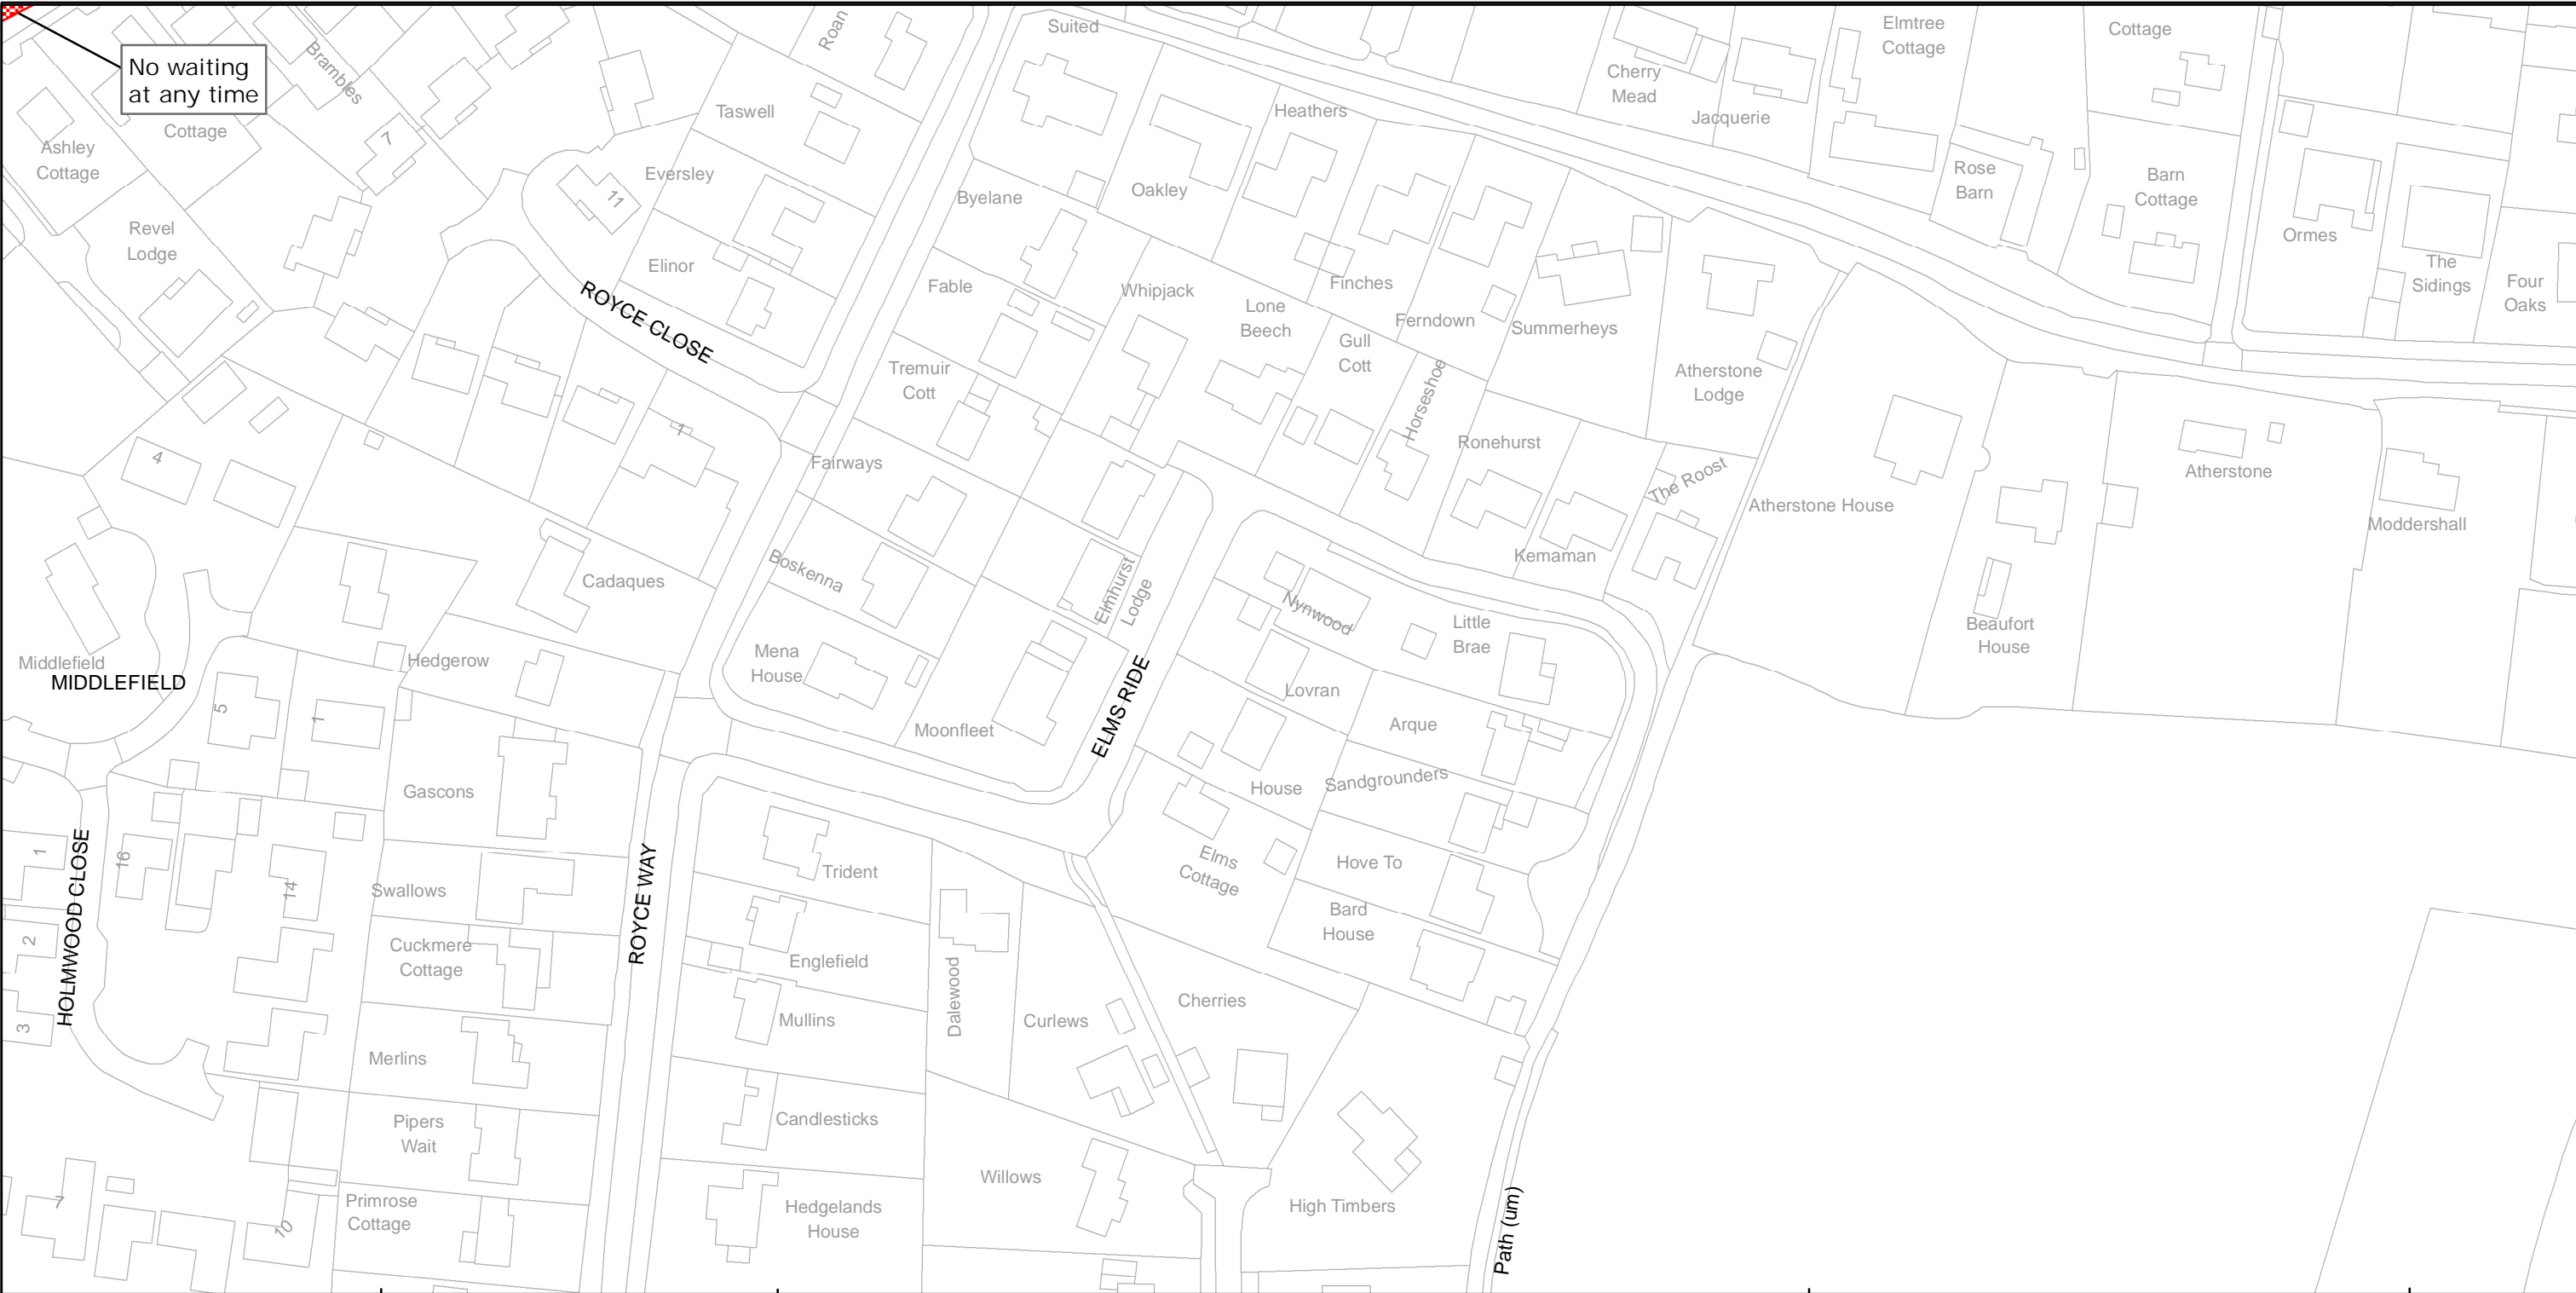 No waiting
at any time
Brambles
Cottage
7
Ashley
Cottage
Revel
Lodge
Roan
Taswell
Eversley
11
Elinor
ROYCE CLOSE
Suited
Byelane
Oakley
Heathers
Fable
Whipjack
Lone
Beech
Finches
Gull
Cott
Ferndown
Summerheys
Horseshoe
Tremuir
Cott
Cherry
Mead
Jacquerie
Elmtree
Cottage
Cottage
Rose
Barn
Barn
Cottage
Ormes
The
Sidings
Four
Oaks
Atherstone
Lodge
Ronehurst
The Roost
Kemaman
Atherstone House
Atherstone
Moddershall
Beaufort
House
4
1
Fairways
Boskenna
Cadaques
Elmhurst
Lodge
Nynwood
Little
Brae
Middlefield
MIDDLEFIELD
Hedgerow
Mena
House
Moonfleet
ELMS RIDE
Lovran
Arque
House
Sandgrounders
5
1
Gascons
Trident
Elms
Cottage
Hove To
Bard
House
HOLMWOOD CLOSE
1
2
3
16
14
Swallows
Cuckmere
Cottage
ROYCE WAY
Englefield
Mullins
Dalewood
Curlews
Cherries
Merlins
Pipers
Wait
Candlesticks
Willows
High Timbers
Primrose
Cottage
Hedgelands
House
7
10
Path (um)